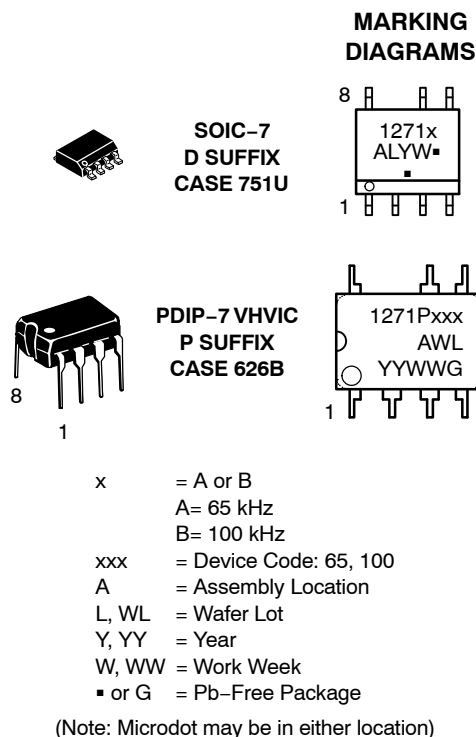 MARKING
DIAGRAMS
SOIC−7
D SUFFIX
CASE 751U
8
1271x
ALYW▪
▪
1
PDIP−7 VHVIC
P SUFFIX
CASE 626B
8
1
1271Pxxx
AWL
YYWWG
1
x = A or B
A= 65 kHz
B= 100 kHz
xxx = Device Code: 65, 100
A = Assembly Location
L, WL = Wafer Lot
Y, YY = Year
W, WW = Work Week
▪ or G = Pb−Free Package
(Note: Microdot may be in either location)